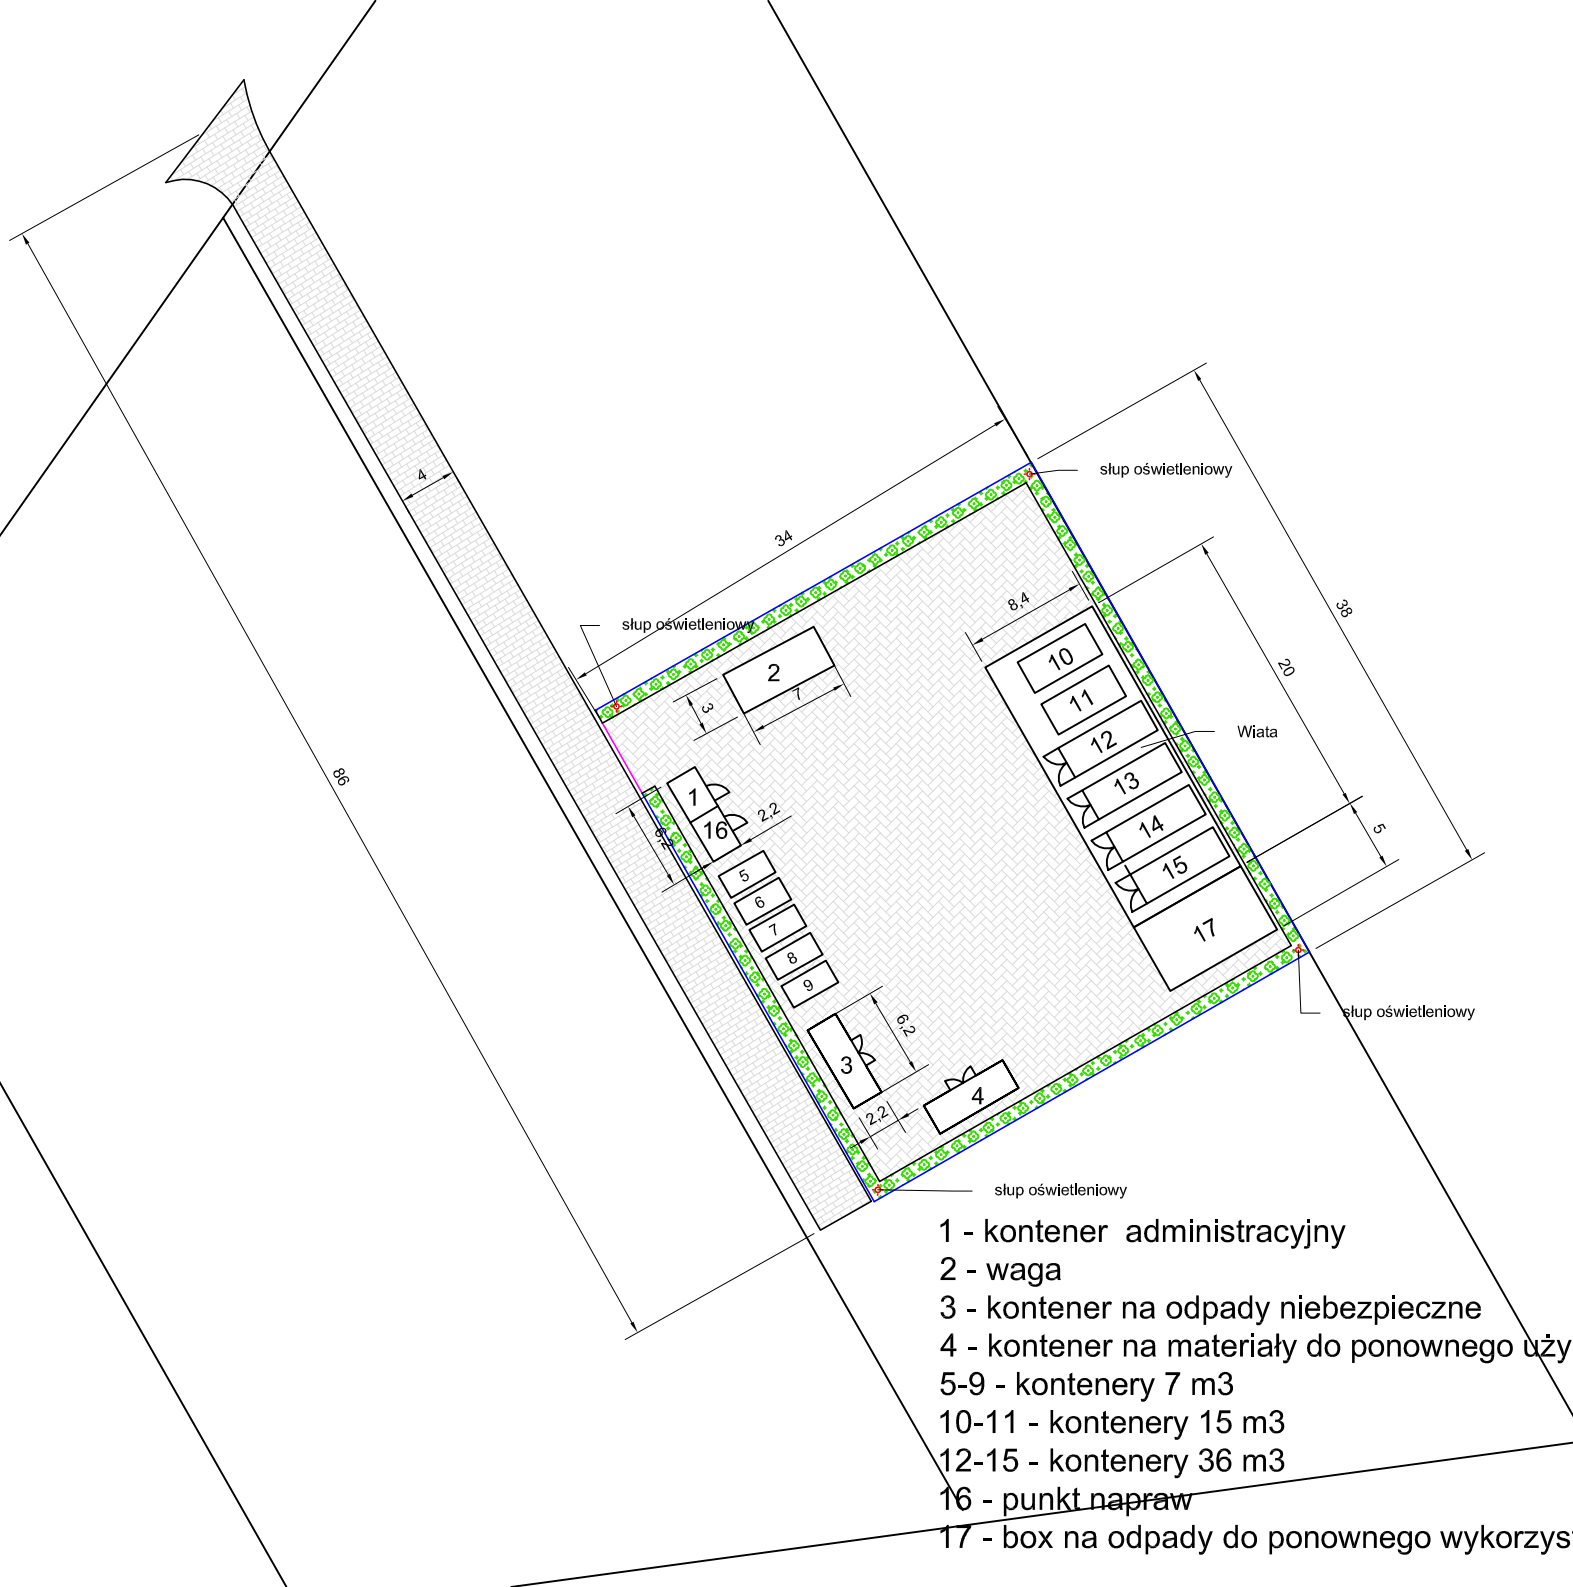 4
86
34
słup oświetleniowy
słup oświetleniowy
38
20
5
8,4
Wiata
2
7
3
10
11
12
13
14
15
17
1
16
2,2
6,2
5
6
7
8
9
3
6,2
2,2
4
słup oświetleniowy
słup oświetleniowy
1 - kontener administracyjny
2 - waga
3 - kontener na odpady niebezpieczne
4 - kontener na materiały do ponownego uży
5-9 - kontenery 7 m3
10-11 - kontenery 15 m3
12-15 - kontenery 36 m3
16 - punkt napraw
17 - box na odpady do ponownego wykorzys